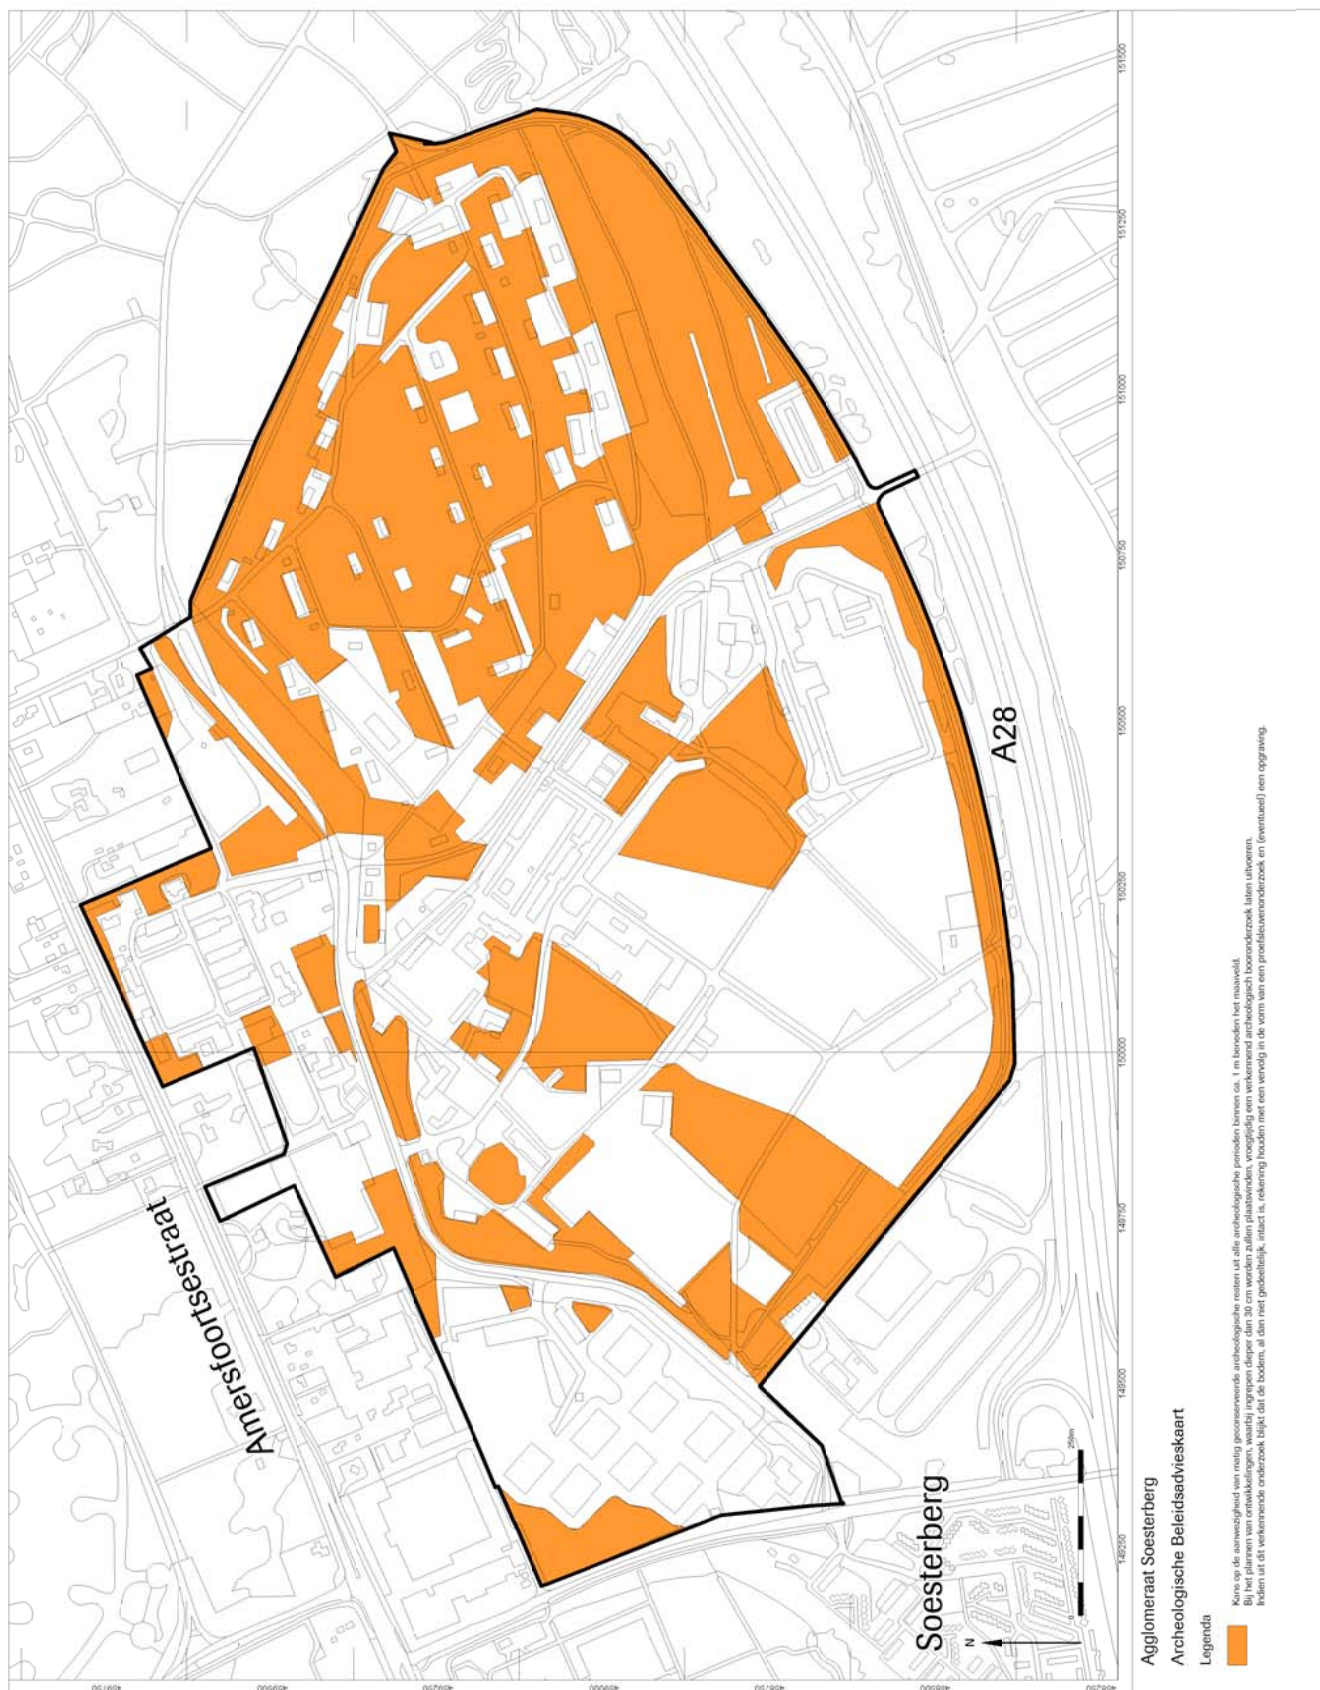 Amersfoortsestraat
A28
Soesterberg
N
0
250m
149250
149500
149750
150000
150250
150500
150750
151000
151250
151500
Agglomeraat Soesterberg
Archeologische Beleidsadvieskaart
Legenda
Kans op de aanwezigheid van matig geconserveerde archeologische resten uit alle archeologische perioden binnen ca. 1 m beneden het maaiveld.
Bij het plannen van ontwikkelingen, waarbij ingrepen dieper dan 30 cm worden zullen plaatsvinden, vroegtijdig een verkennend archeologisch booronderzoek laten uitvoeren.
Indien uit dit verkennende onderzoek blijkt dat de bodem, al dan niet gedeeltelijk, intact is, rekening houden met een vervolg in de vorm van een proefsleuvenonderzoek en (eventueel) een opgraving.